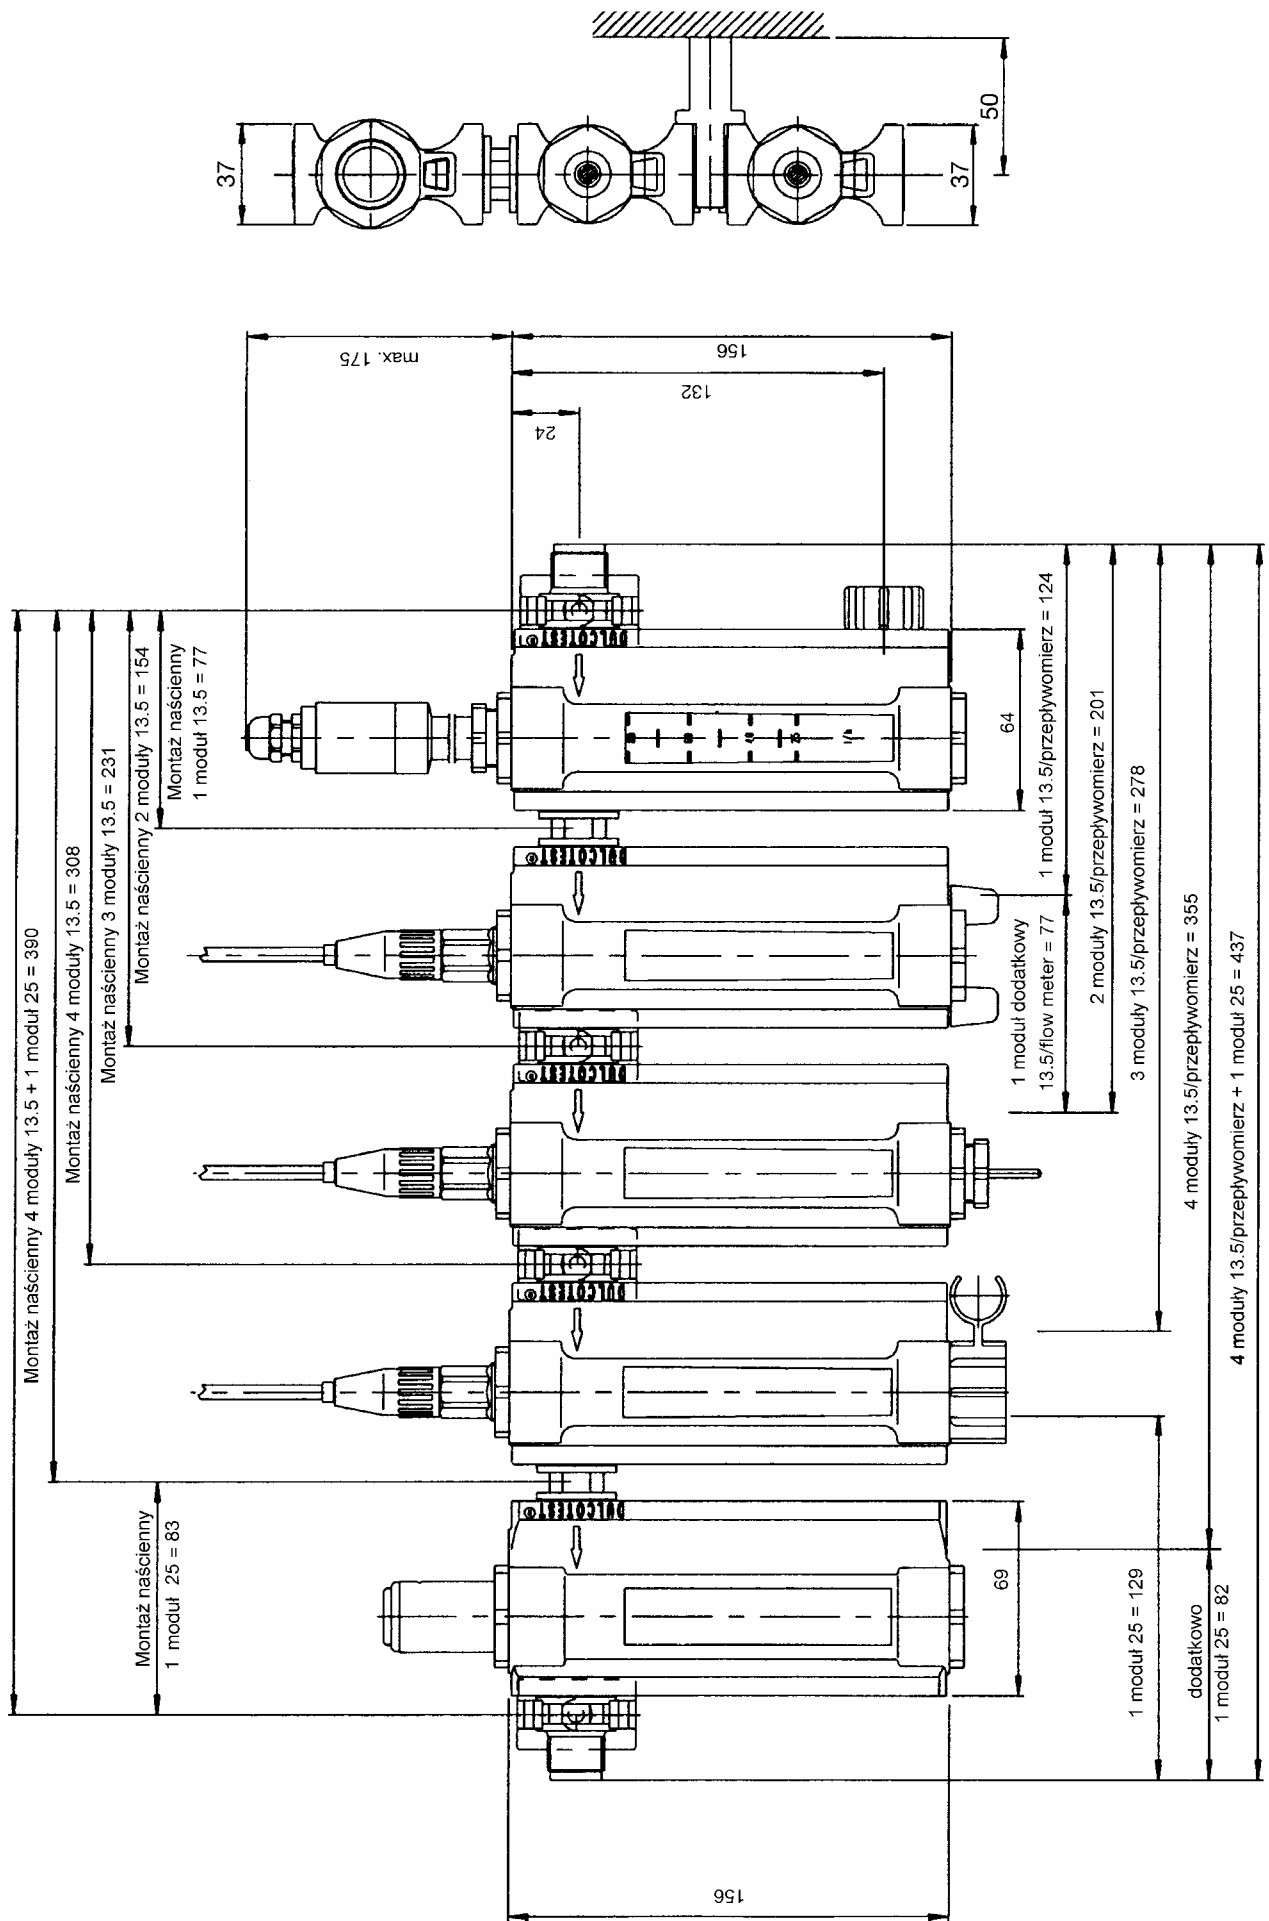 37
50
37
max. 175
156
132
24
Montaż naścienny 4 moduły 13.5 + 1 moduł 25 = 390
Montaż naścienny 4 moduły 13.5 = 308
Montaż naścienny 3 moduły 13.5 = 231
Montaż naścienny 2 moduły 13.5 = 154
Montaż naścienny
1 moduł 13.5 = 77
Montaż naścienny
1 moduł 25 = 83
DULCOTEST ®
DULCOTEST ®
DULCOTEST ®
DULCOTEST ®
DULCOTEST ®
64
69
1 moduł 13.5/przepływomierz = 124
1 moduł dodatkowy
13.5/flow meter = 77
2 moduły 13.5/przepływomierz = 201
3 moduły 13.5/przepływomierz = 278
4 moduły 13.5/przepływomierz = 355
4 moduły 13.5/przepływomierz + 1 moduł 25 = 437
1 moduł 25 = 129
dodatkowo
1 moduł 25 = 82
156